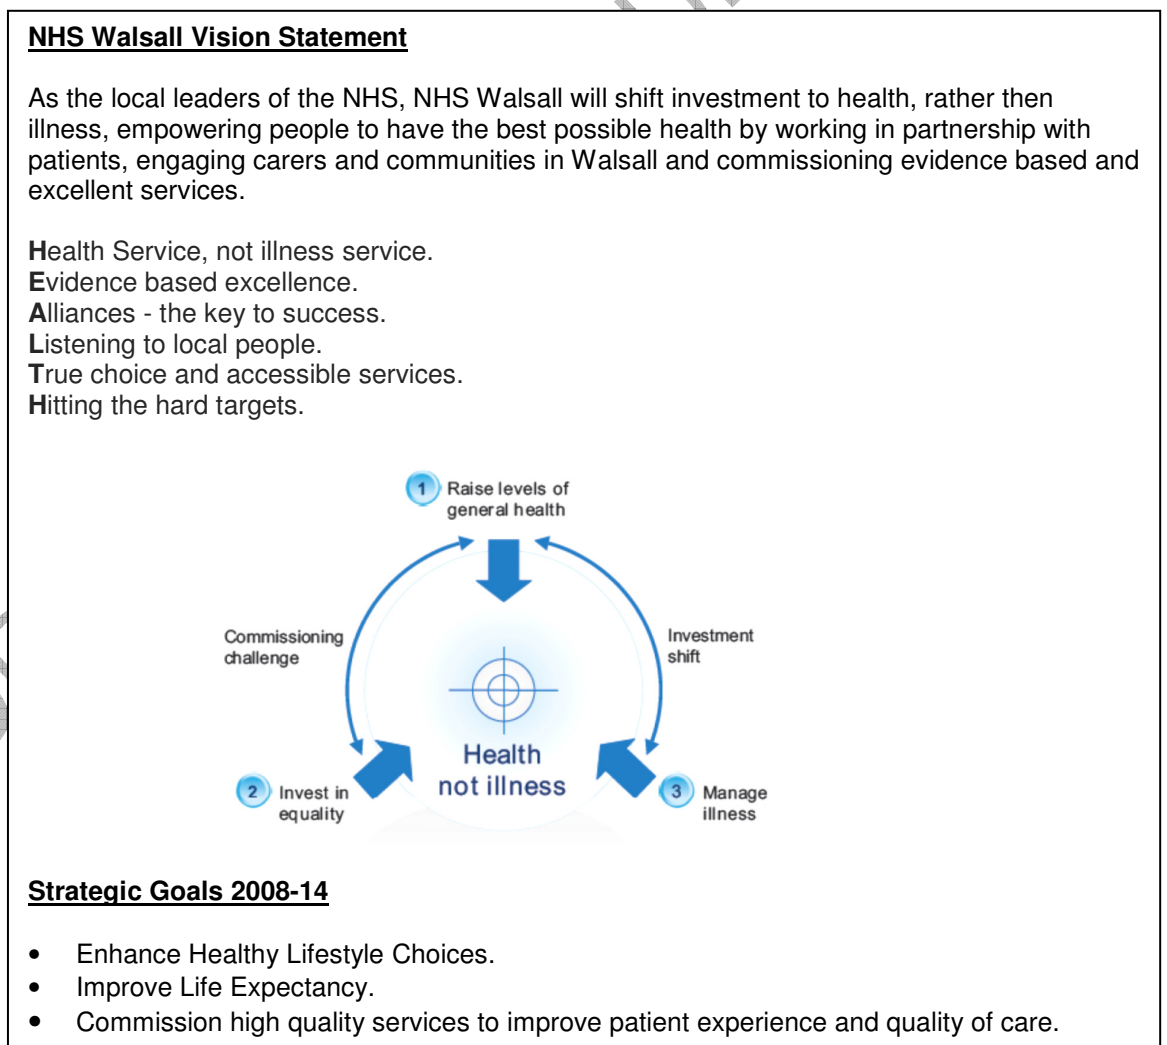 NHS Walsall Vision Statement
As the local leaders of the NHS, NHS Walsall will shift investment to health, rather then
illness, empowering people to have the best possible health by working in partnership with
patients, engaging carers and communities in Walsall and commissioning evidence based and
excellent services.
Health Service, not illness service.
Evidence based excellence.
Alliances - the key to success.
Listening to local people.
True choice and accessible services.
Hitting the hard targets.
1 Raise levels of
general health
Commissioning
challenge
Investment
shift
Health
not illness
2 Invest in
equality
3 Manage
illness
Strategic Goals 2008-14
• Enhance Healthy Lifestyle Choices.
• Improve Life Expectancy.
• Commission high quality services to improve patient experience and quality of care.